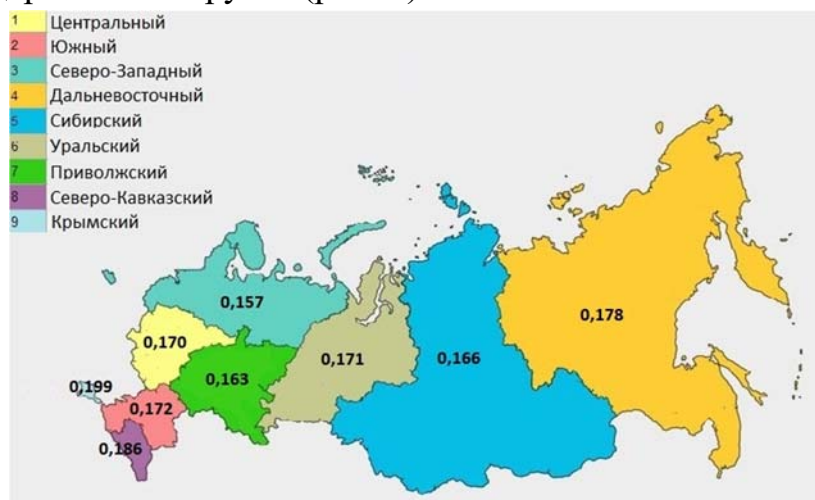 1 Центральный
2 Южный
3 Северо-Западный
4 Дальневосточный
5 Сибирский
6 Уральский
7 Приволжский
8 Северо-Кавказский
9 Крымский
0,157
0,178
0,170
0,171
0,166
0,163
0,199
0,172
0,186